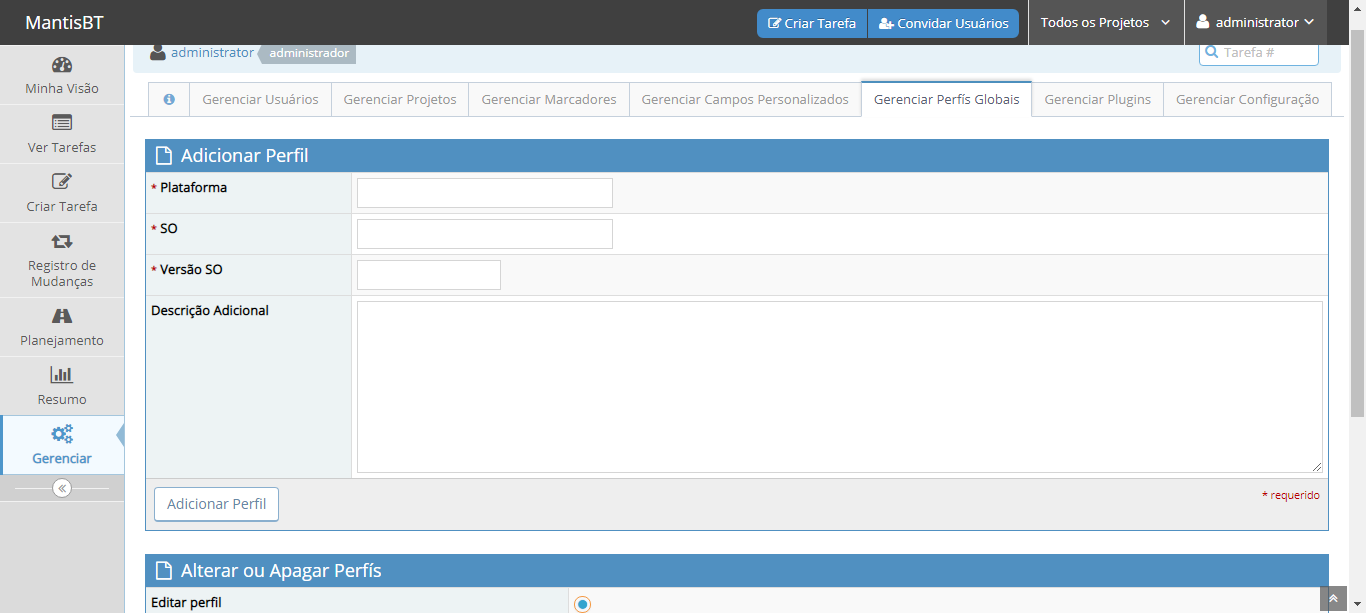 MantisBT
Criar Tarefa
Convidar Usuários
Todos os Projetos
administrator
administrator
administrador
Tarefa #
Minha Visão
Ver Tarefas
Criar Tarefa
Registro de
Mudanças
Planejamento
Resumo
Gerenciar
Gerenciar Usuários
Gerenciar Projetos
Gerenciar Marcadores
Gerenciar Campos Personalizados
Gerenciar Perfís Globais
Gerenciar Plugins
Gerenciar Configuração
Adicionar Perfil
* Plataforma
* SO
* Versão SO
Descrição Adicional
Adicionar Perfil
* requerido
Alterar ou Apagar Perfís
Editar perfil